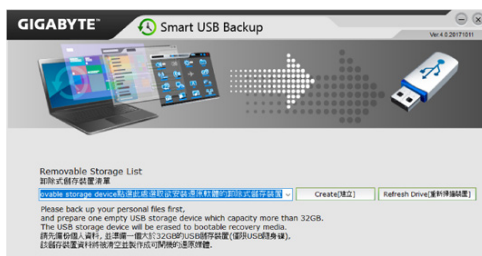 GIGABYTE™
Smart USB Backup
Ver.4.0.20171011
Removable Storage List
卸除式儲存裝置清單
ovable storage device點選此處選取欲安裝還原軟體的卸除式儲存裝置
Create[建立]
Refresh Drive[重新掃描裝置]
Please back up your personal files first,
and prepare one empty USB storage device which capacity more than 32GB.
The USB storage device will be erased to bootable recovery media.
請先備份個人資料, 並準備一個大於32GB的USB儲存裝置(僅限USB隨身碟),
該儲存裝置資料將被清空並製作成可開機的還原媒體.